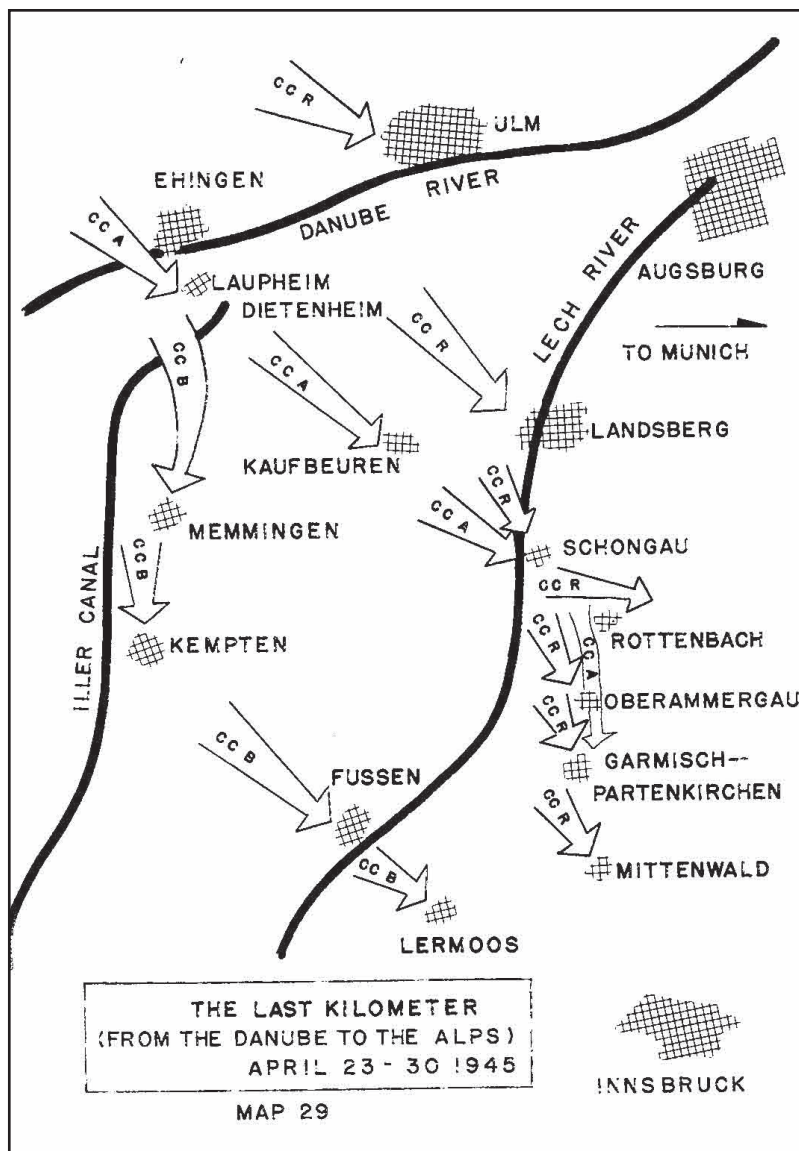 CC R
ULM
EHINGEN
DANUBE RIVER
CC A
LAUPHEIM
DIETENHEIM
AUGSBURG
LECH RIVER
CC R
TO MUNICH
CC B
CC A
LANDSBERG
KAUFBEUREN
CC R
MEMMINGEN
CC A
SCHONGAU
CC B
CC R
ILLER CANAL
KEMPTEN
ROTTENBACH
CC R
CC A
OBERAMMERGAU
CC R
CC B
FUSSEN
GARMISCH--
PARTENKIRCHEN
CC R
CC B
MITTENWALD
LERMOOS
THE LAST KILOMETER
(FROM THE DANUBE TO THE ALPS)
APRIL 23 - 30 1945
INNSBRUCK
MAP 29